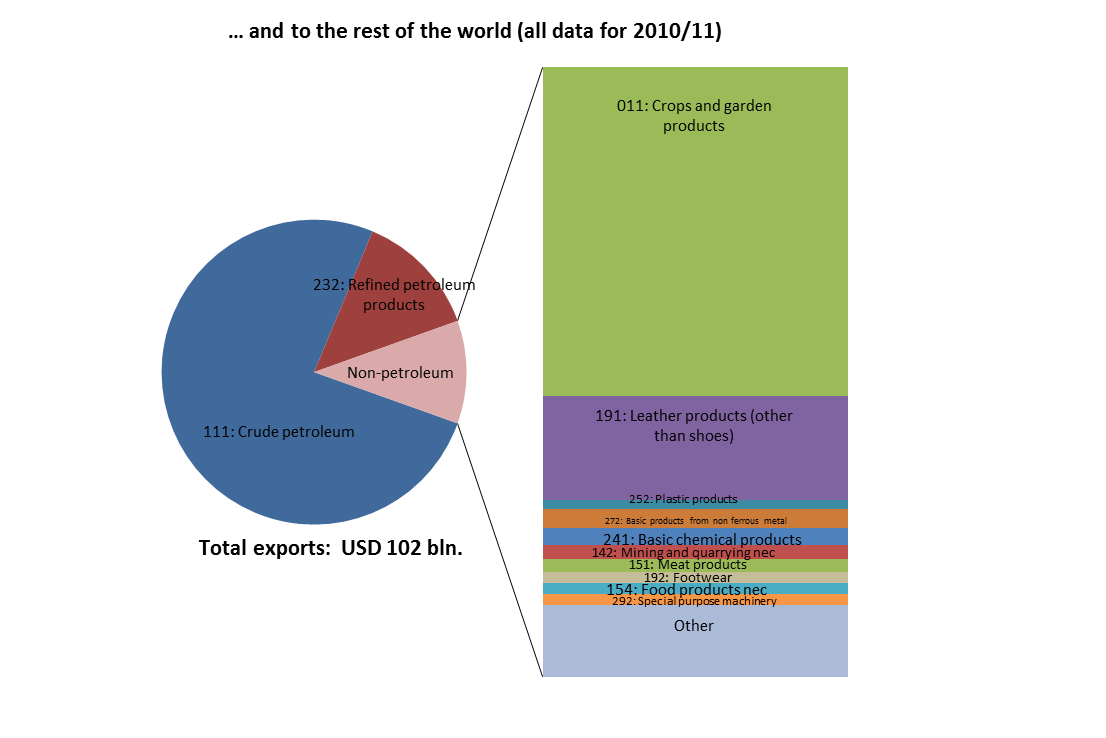 … and to the rest of the world (all data for 2010/11)
232: Refined petroleum
products
Non-petroleum
111: Crude petroleum
Total exports:  USD 102 bln.
011: Crops and garden
products
191: Leather products (other
than shoes)
252: Plastic products
272: Basic products from non ferrous metal
241: Basic chemical products
142: Mining and quarrying nec
151: Meat products
192: Footwear
154: Food products nec
292: Special purpose machinery
Other